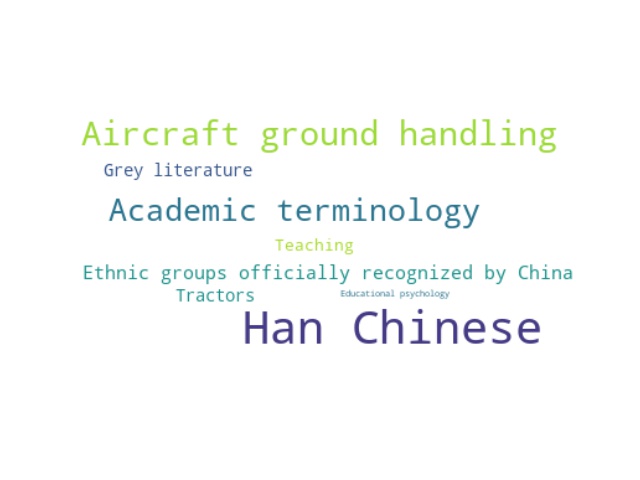 Aircraft ground handling
Grey literature
Academic terminology
Teaching
Ethnic groups officially recognized by China
Tractors
Educational psychology
Han Chinese